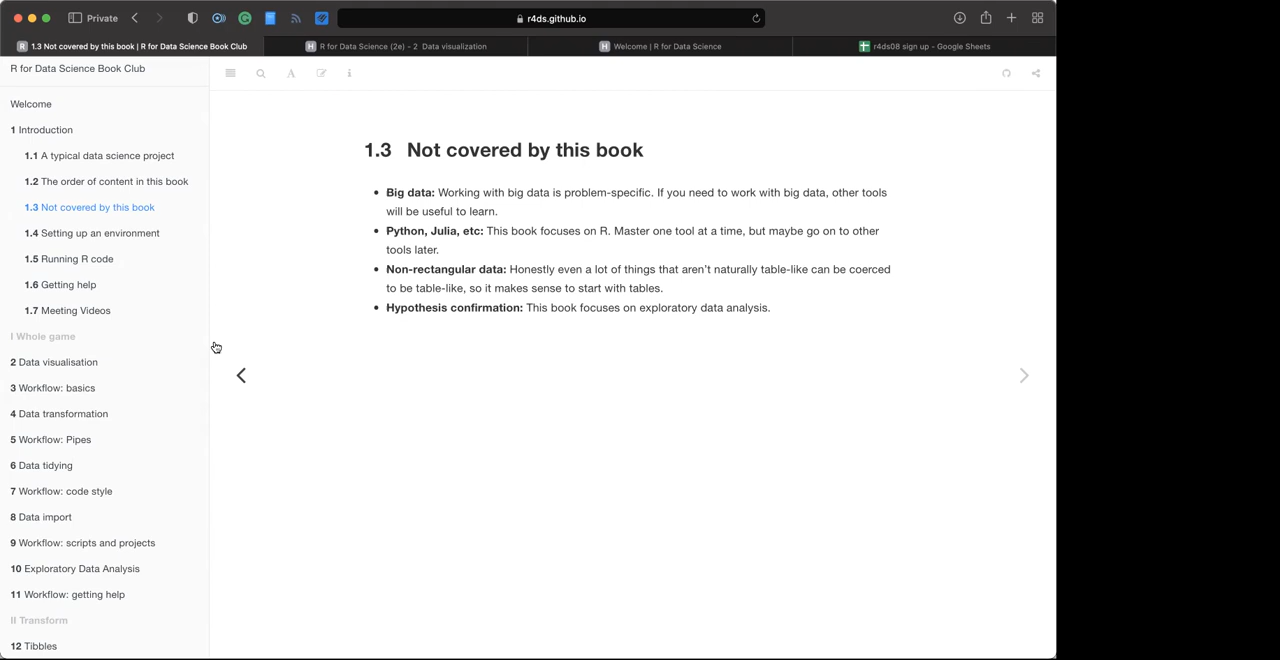 Private
r4ds.github.io
1.3 Not covered by this book | R for Data Science Book Club
R for Data Science (2e) - 2 Data visualization
Welcome | R for Data Science
r4ds08 sign up - Google Sheets
R for Data Science Book Club
Welcome
1 Introduction
1.1 A typical data science project
1.2 The order of content in this book
1.3 Not covered by this book
1.4 Setting up an environment
1.5 Running R code
1.6 Getting help
1.7 Meeting Videos
I Whole game
2 Data visualisation
3 Workflow: basics
4 Data transformation
5 Workflow: Pipes
6 Data tidying
7 Workflow: code style
8 Data import
9 Workflow: scripts and projects
10 Exploratory Data Analysis
11 Workflow: getting help
II Transform
12 Tibbles
1.3 Not covered by this book
• Big data: Working with big data is problem-specific. If you need to work with big data, other tools
will be useful to learn.
• Python, Julia, etc: This book focuses on R. Master one tool at a time, but maybe go on to other
tools later.
• Non-rectangular data: Honestly even a lot of things that aren't naturally table-like can be coerced
to be table-like, so it makes sense to start with tables.
• Hypothesis confirmation: This book focuses on exploratory data analysis.